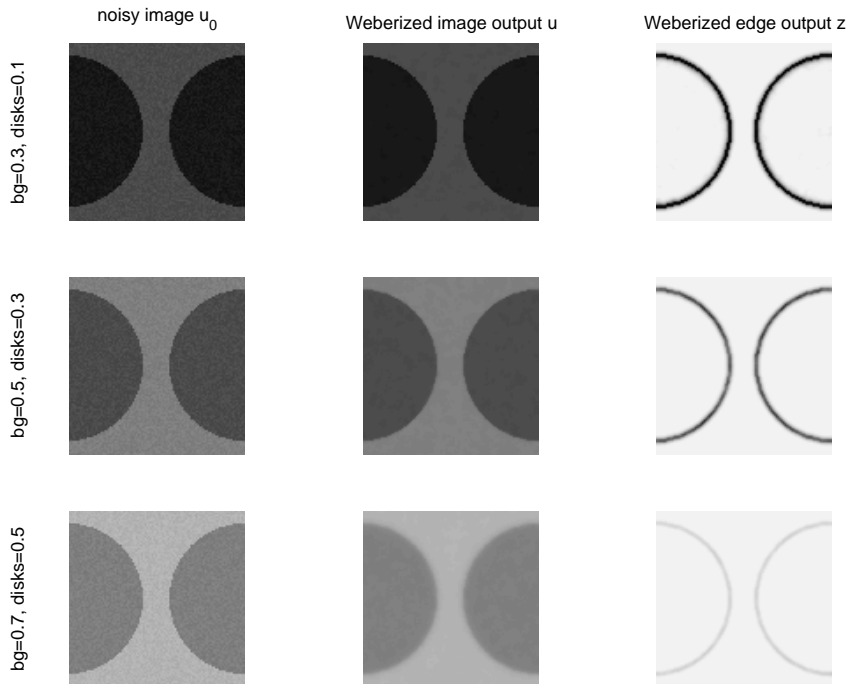 noisy image u0
Weberized image output u
Weberized edge output z
bg=0.3, disks=0.1
bg=0.5, disks=0.3
bg=0.7, disks=0.5